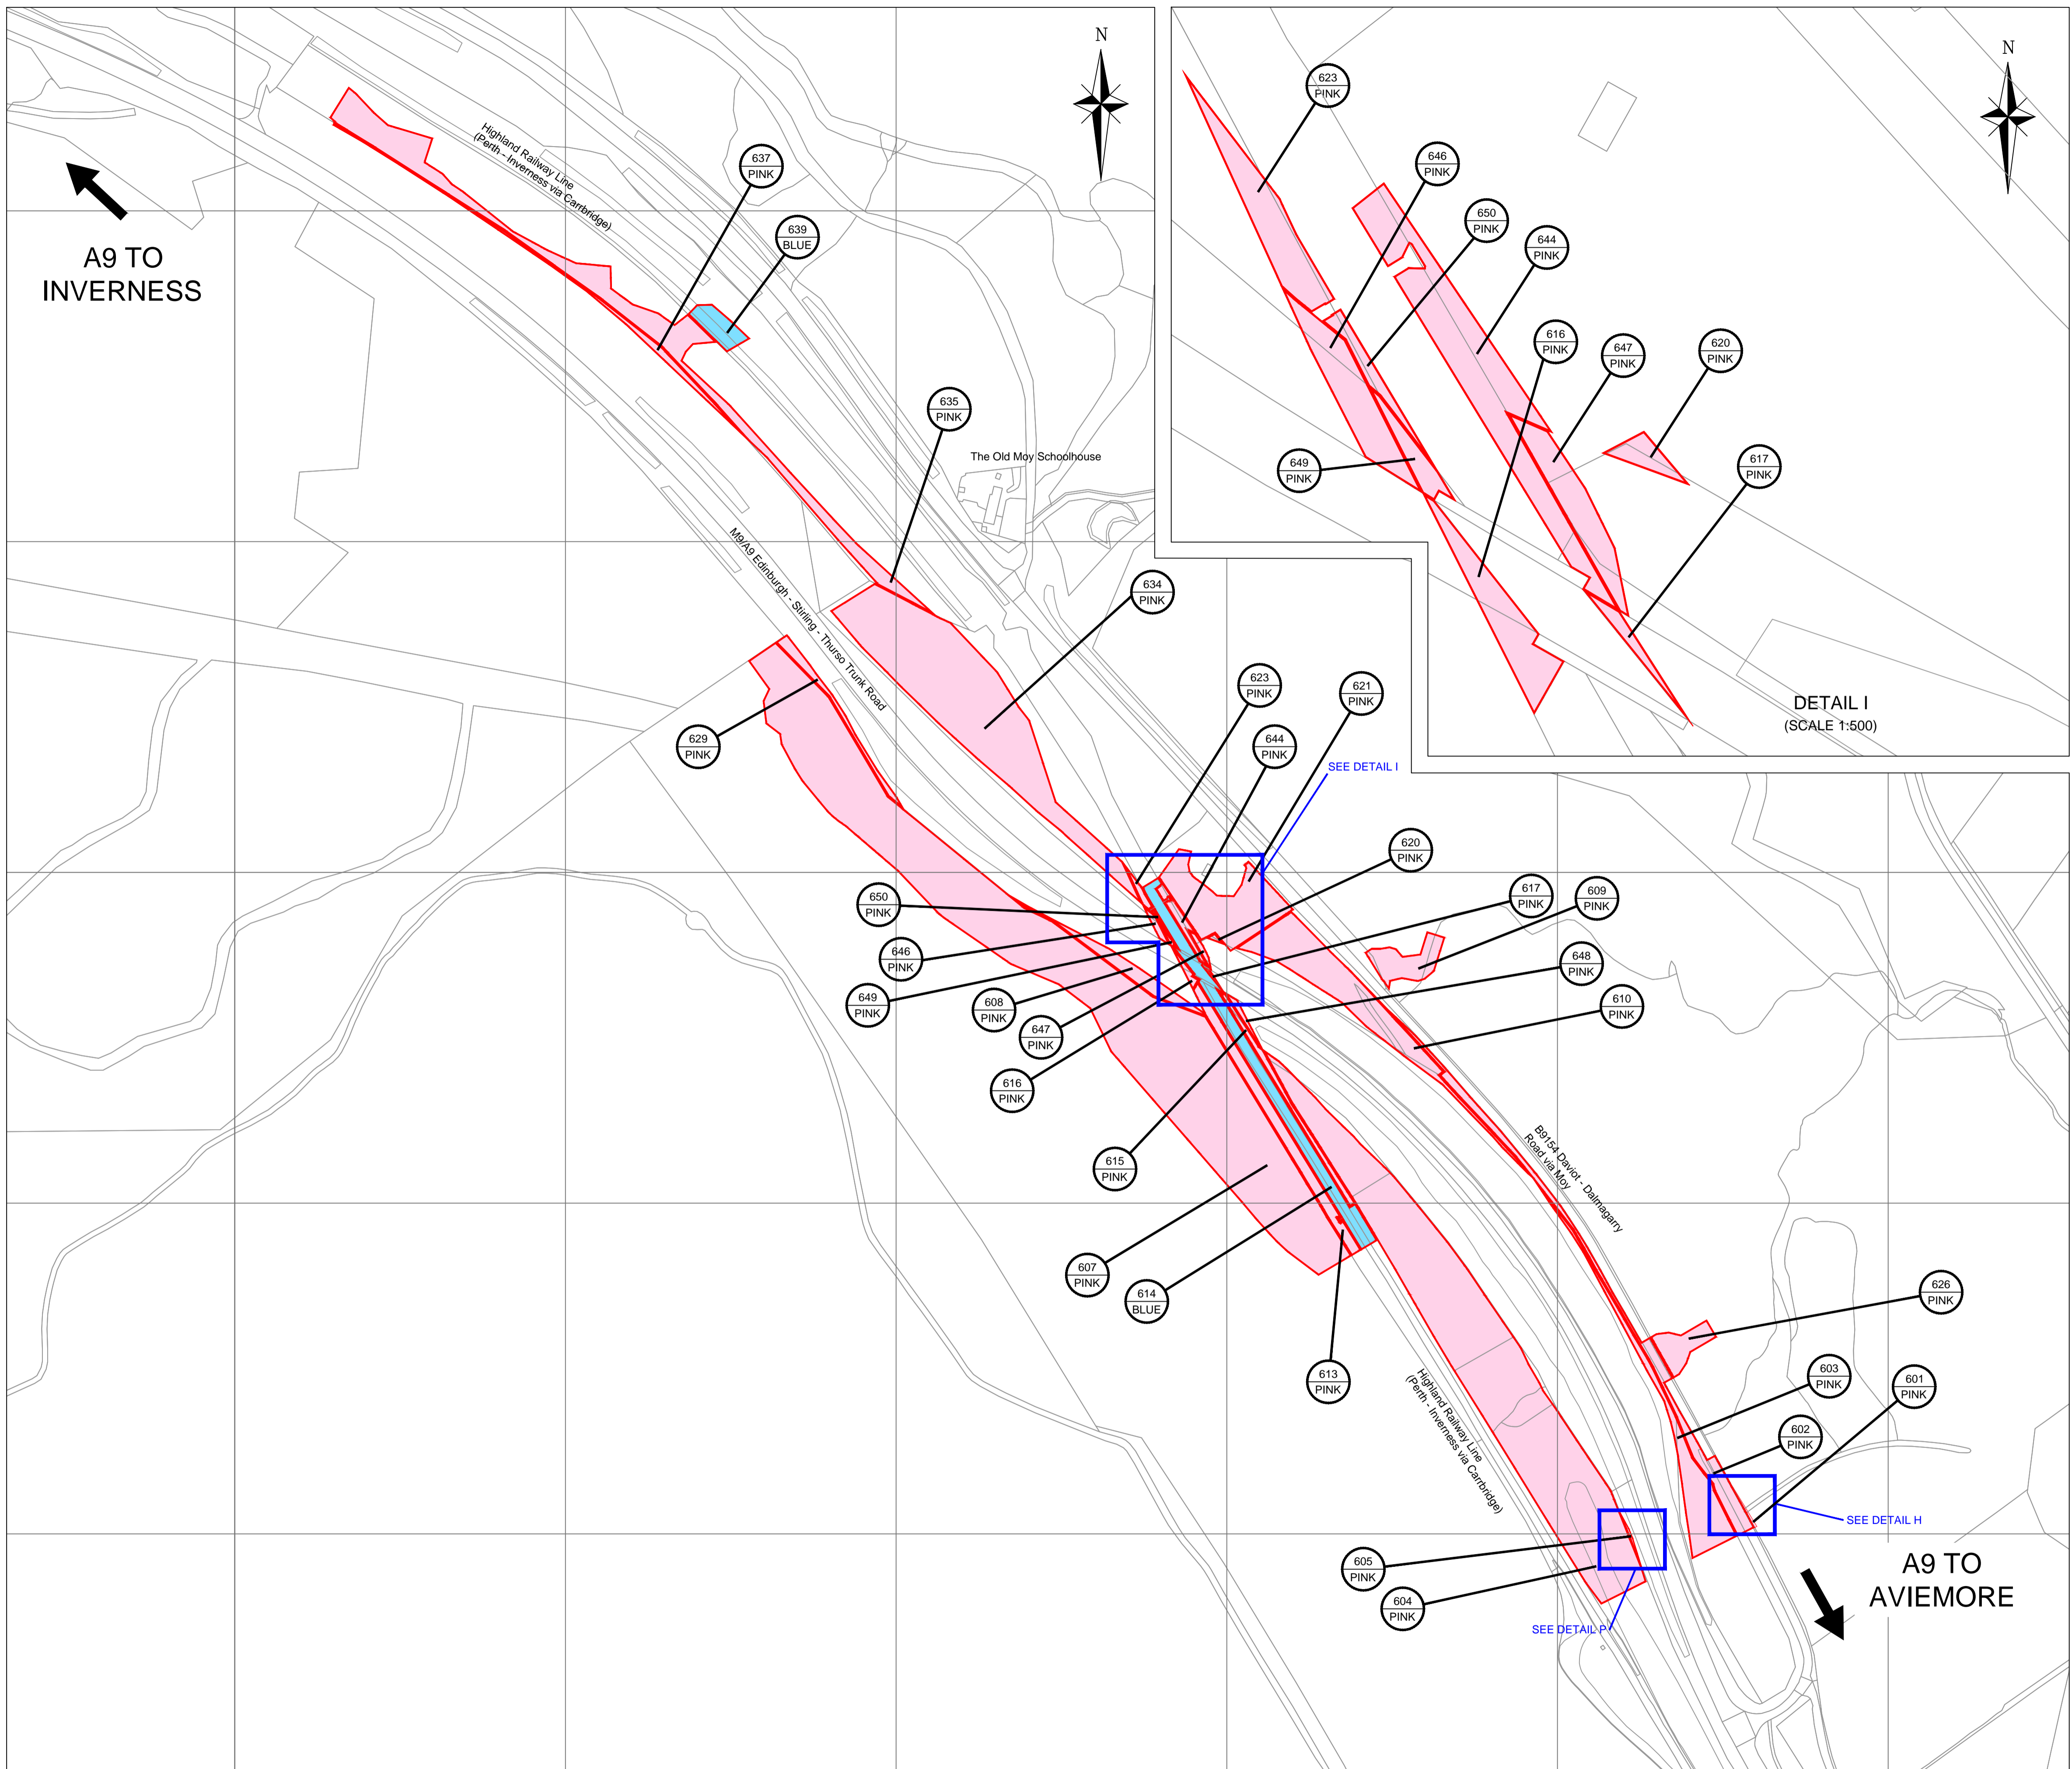 N
A9 TO
INVERNESS
Highland Railway Line
(Perth - Inverness via Carrbridge)
637
PINK
639
BLUE
635
PINK
The Old Moy Schoolhouse
M9/A9 Edinburgh - Stirling - Thurso Trunk Road
634
PINK
629
PINK
N
623
PINK
646
PINK
650
PINK
644
PINK
616
PINK
647
PINK
620
PINK
649
PINK
617
PINK
DETAIL I
(SCALE 1:500)
623
PINK
621
PINK
644
PINK
SEE DETAIL I
620
PINK
650
PINK
617
PINK
609
PINK
646
PINK
648
PINK
649
PINK
608
PINK
610
PINK
647
PINK
616
PINK
615
PINK
B9154 Daviot - Dalmagarry
Road via Moy
607
PINK
614
BLUE
626
PINK
613
PINK
603
PINK
601
PINK
602
PINK
Highland Railway Line
(Perth - Inverness via Carrbridge)
SEE DETAIL H
605
PINK
604
PINK
A9 TO
AVIEMORE
SEE DETAIL P